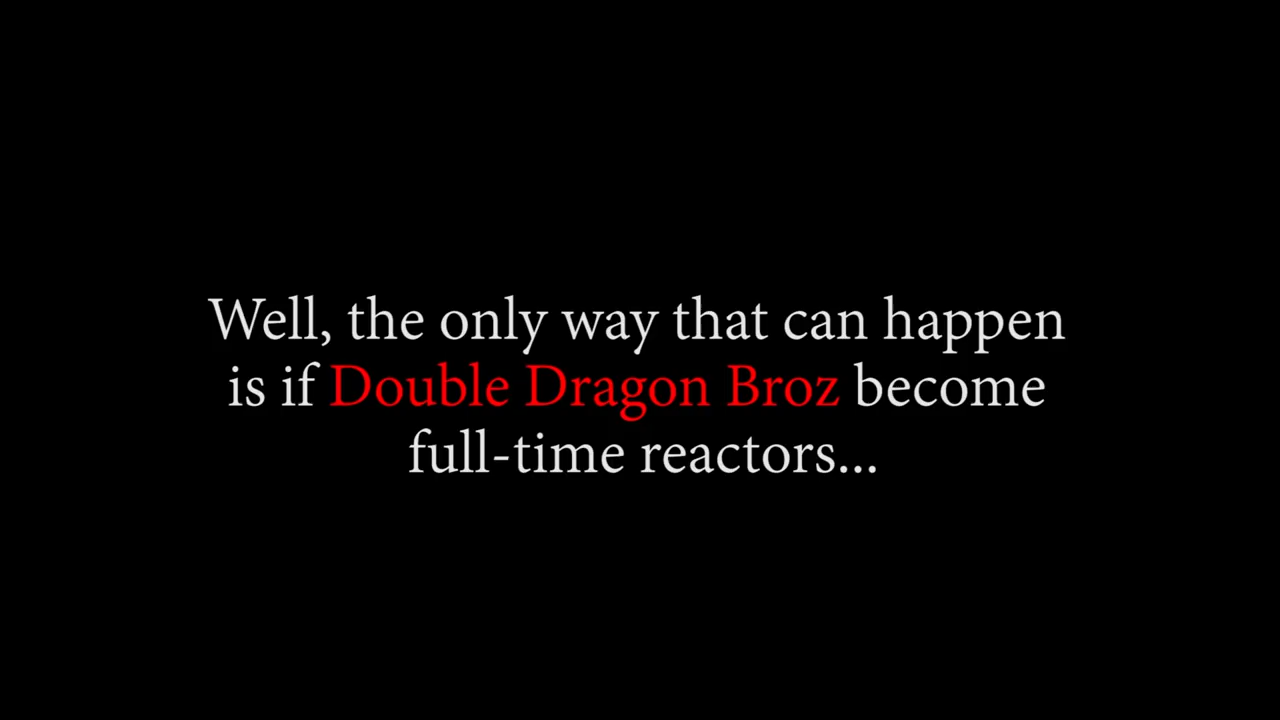 Well, the only way that can happen
is if Double Dragon Broz become
full-time reactors...